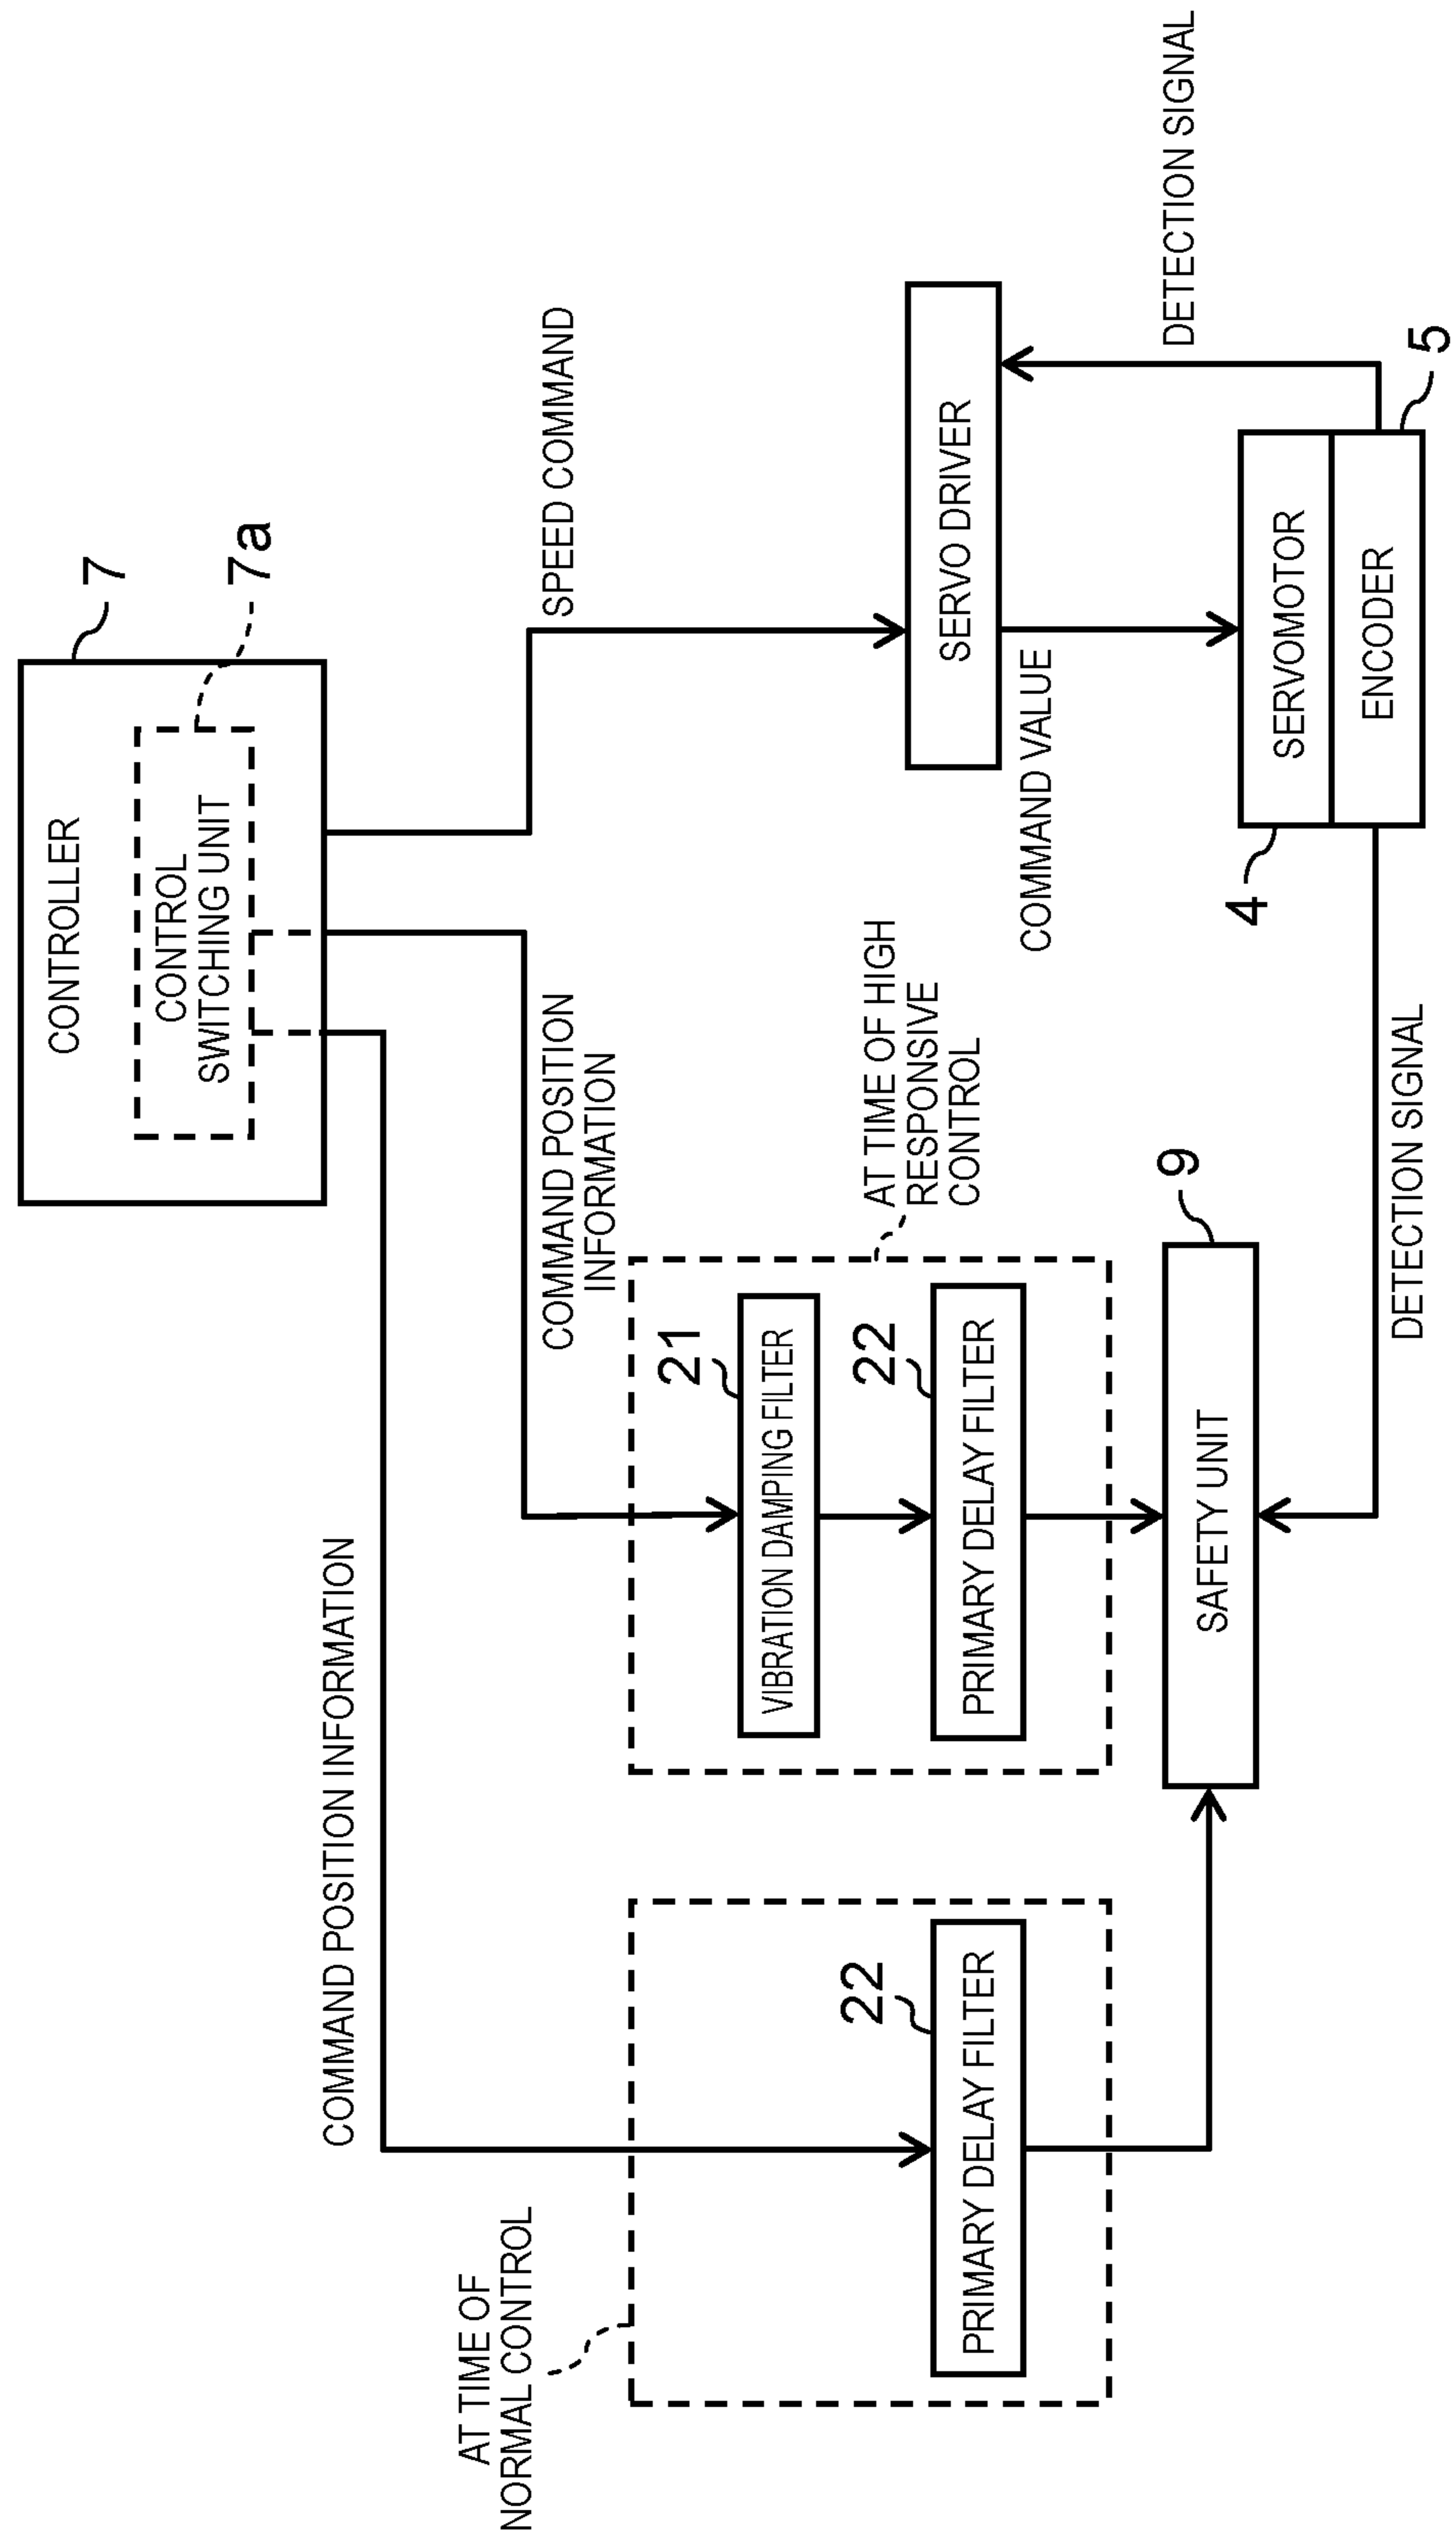 CONTROLLER
7
CONTROL
SWITCHING UNIT
7a
COMMAND POSITION INFORMATION
COMMAND POSITION
INFORMATION
SPEED COMMAND
AT TIME OF
NORMAL CONTROL
PRIMARY DELAY FILTER
22
AT TIME OF HIGH
RESPONSIVE
CONTROL
VIBRATION DAMPING FILTER
21
PRIMARY DELAY FILTER
22
SAFETY UNIT
9
SERVO DRIVER
COMMAND VALUE
DETECTION SIGNAL
SERVOMOTOR
4
ENCODER
5
DETECTION SIGNAL